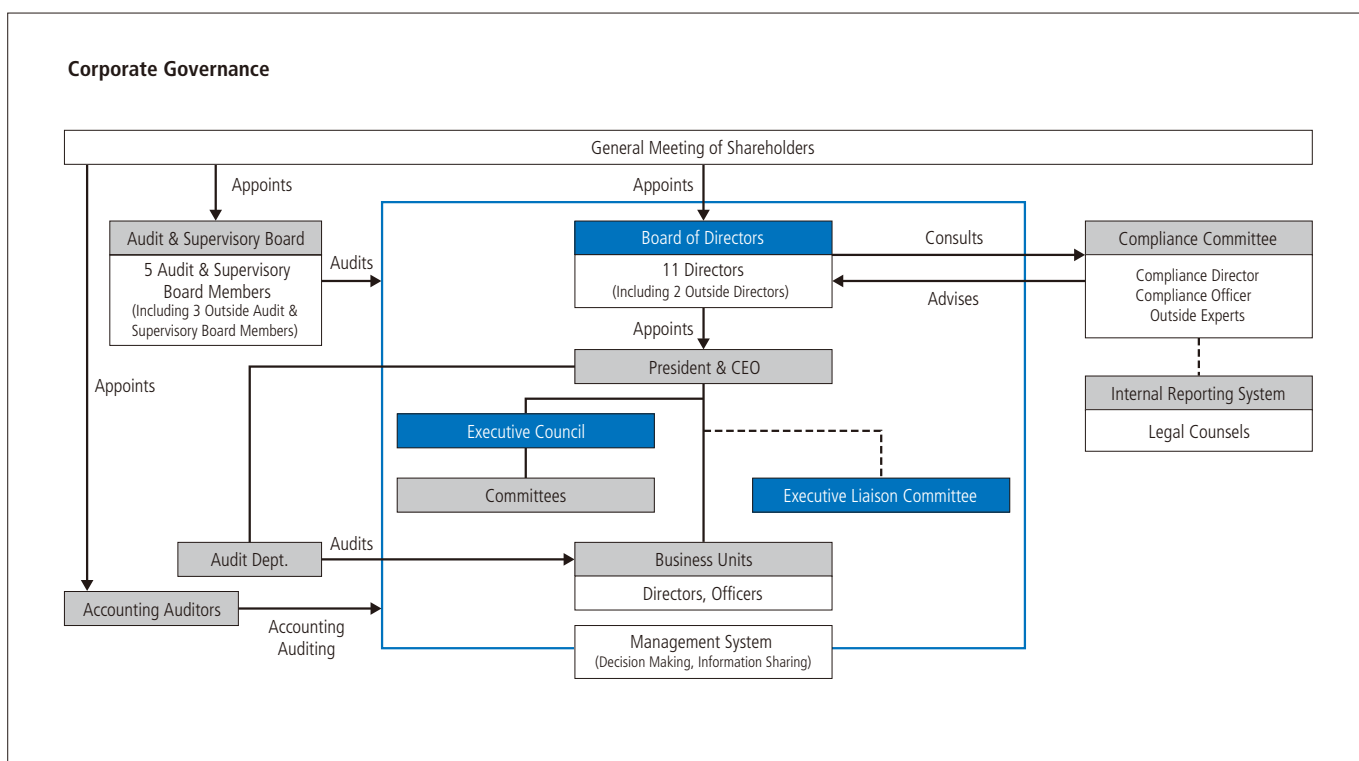 Corporate Governance
General Meeting of Shareholders
Appoints
Appoints
Audit & Supervisory Board
5 Audit & Supervisory
Board Members
(Including 3 Outside Audit &
Supervisory Board Members)
Audits
Board of Directors
11 Directors
(Including 2 Outside Directors)
Consults
Advises
Compliance Committee
Compliance Director
Compliance Officer
Outside Experts
Appoints
President & CEO
Appoints
Internal Reporting System
Legal Counsels
Executive Council
Committees
Executive Liaison Committee
Audit Dept.
Audits
Business Units
Directors, Officers
Accounting Auditors
Accounting
Auditing
Management System
(Decision Making, Information Sharing)